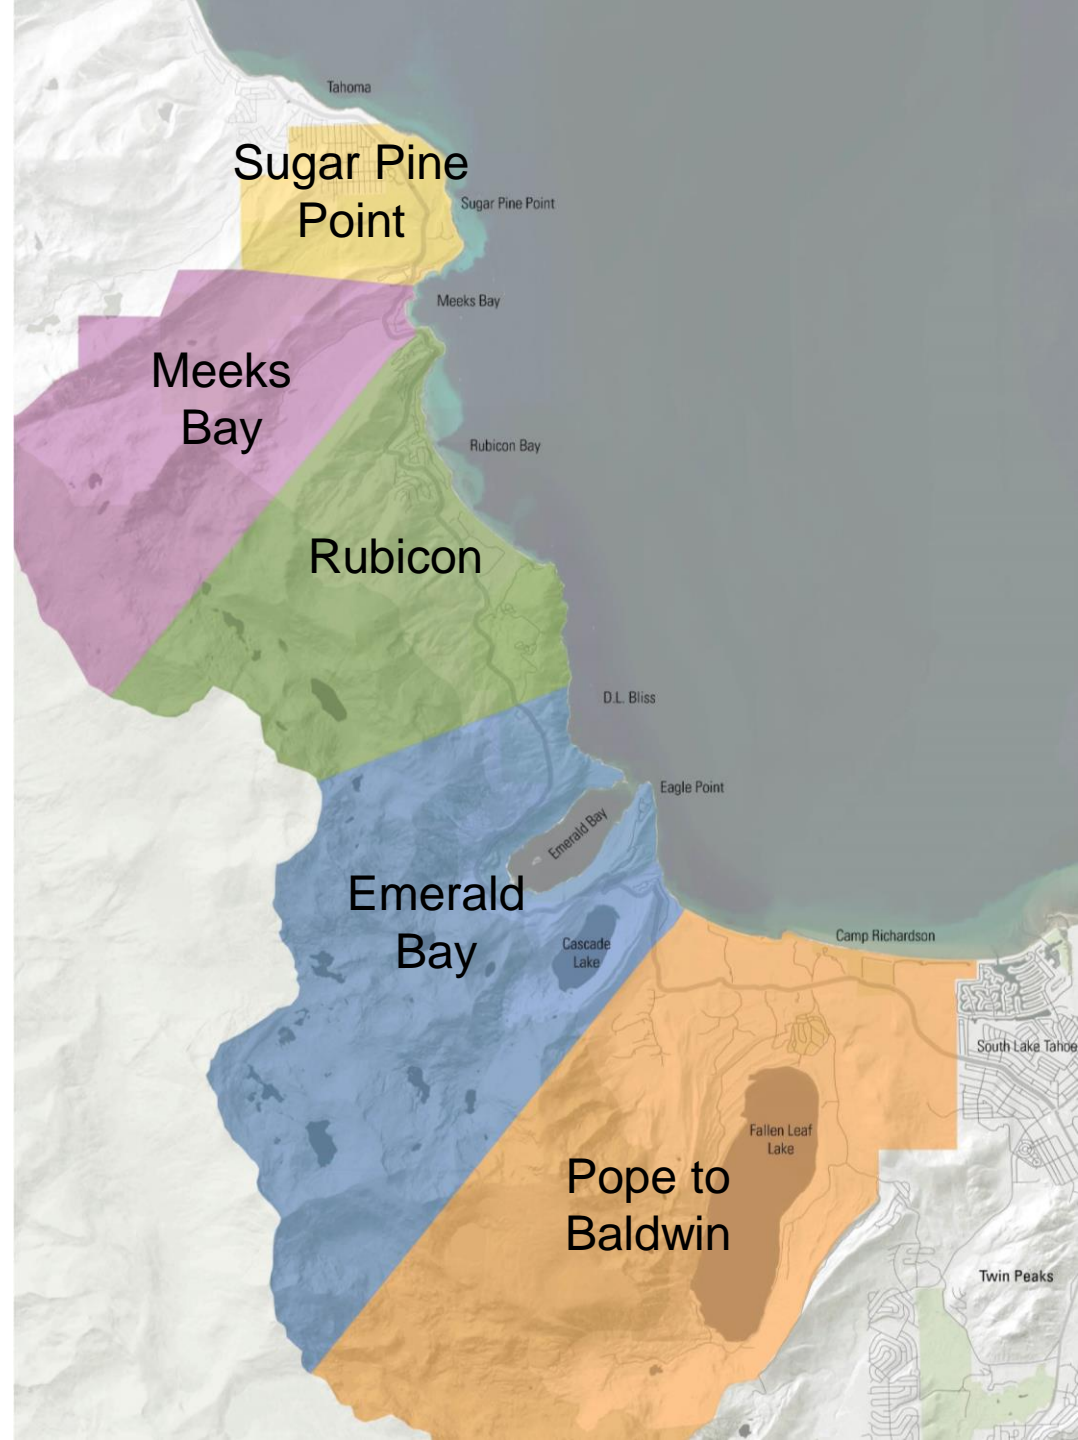 Tahoma
Sugar Pine
Point
Sugar Pine Point
Meeks Bay
Meeks
Bay
Rubicon Bay
Rubicon
D.L. Bliss
Eagle Point
Emerald Bay
Emerald
Bay
Cascade
Lake
Camp Richardson
South Lake Tahoe
Fallen Leaf
Lake
Pope to
Baldwin
Twin Peaks